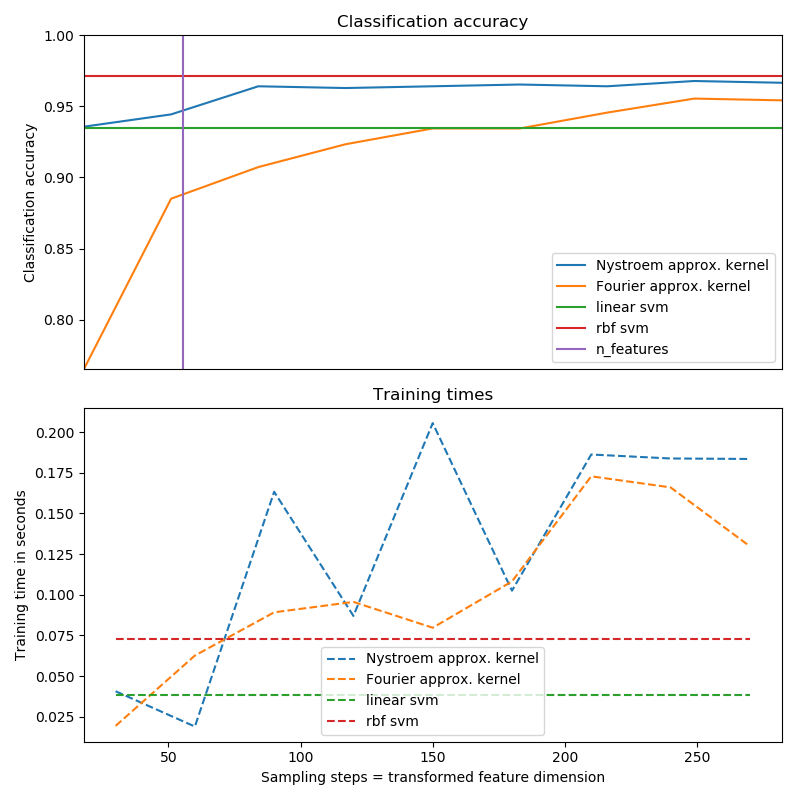 Classification accuracy
1.00
0.95
0.90
0.85
0.80
Classification accuracy
Nystroem approx. kernel
Fourier approx. kernel
linear svm
rbf svm
n_features
Training times
0.200
0.175
0.150
0.125
0.100
0.075
0.050
0.025
Training time in seconds
Nystroem approx. kernel
Fourier approx. kernel
linear svm
rbf svm
50 100 150 200 250
Sampling steps = transformed feature dimension